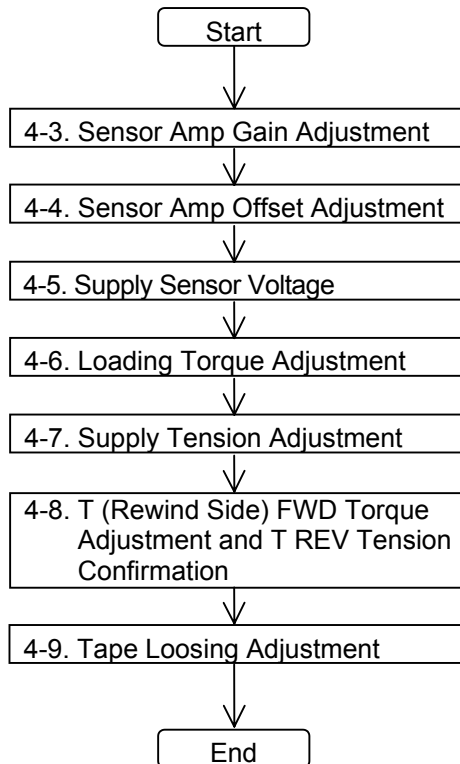 Start
4-3. Sensor Amp Gain Adjustment
4-4. Sensor Amp Offset Adjustment
4-5. Supply Sensor Voltage
4-6. Loading Torque Adjustment
4-7. Supply Tension Adjustment
4-8. T (Rewind Side) FWD Torque
Adjustment and T REV Tension
Confirmation
4-9. Tape Loosing Adjustment
End